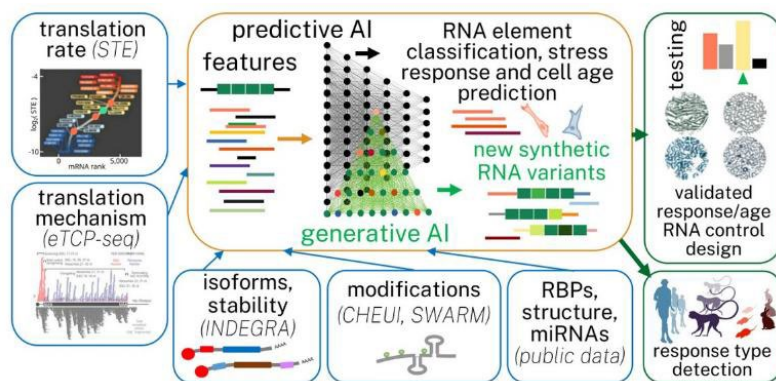 translation
rate (STE)
-4
log₂(STE)
-10
0
5,000
mRNA rank
translation
mechanism
(eTCP-seq)
predictive AI
features
RNA element
classification, stress
response and cell age
prediction
new synthetic
RNA variants
generative AI
isoforms,
stability
(INDEGRA)
AAAA
AAAA
modifications
(CHEUI, SWARM)
RBPs,
structure,
miRNAs
(public data)
testing
validated
response/age
RNA control
design
response type
detection